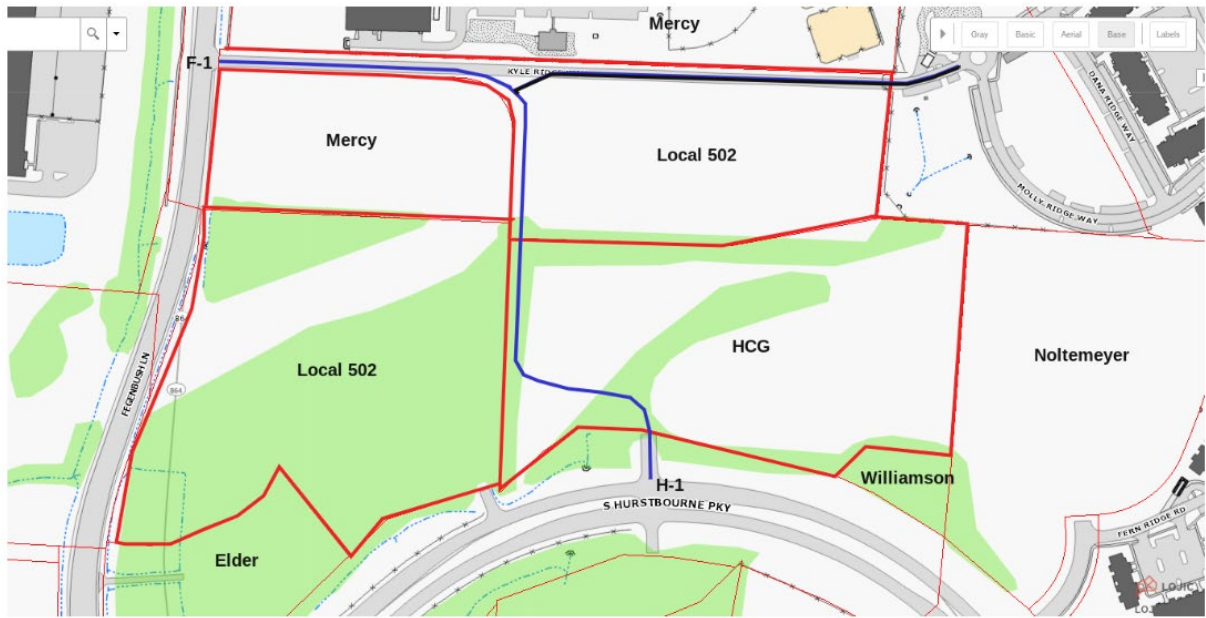 Mercy
Gray
Basic
Aerial
Base
Labels
F-1
KYLE RIDGE
DANA RIDGE WAY
Mercy
Local 502
MOLLY RIDGE WAY
HCG
Noltemeyer
Local 502
FEGENBUSH LN
864
Williamson
H-1
S HURSTBOURNE PKY
FERN RIDGE RD
Elder
LOJIC